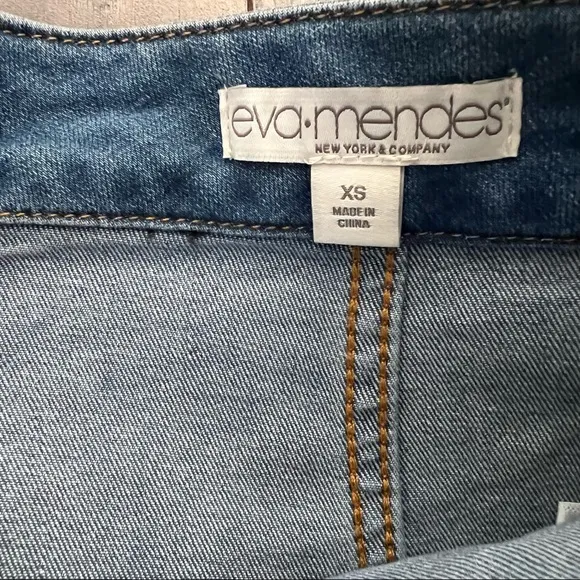 eva•mendes
NEW YORK & COMPANY
XS
MADE IN
CHINA